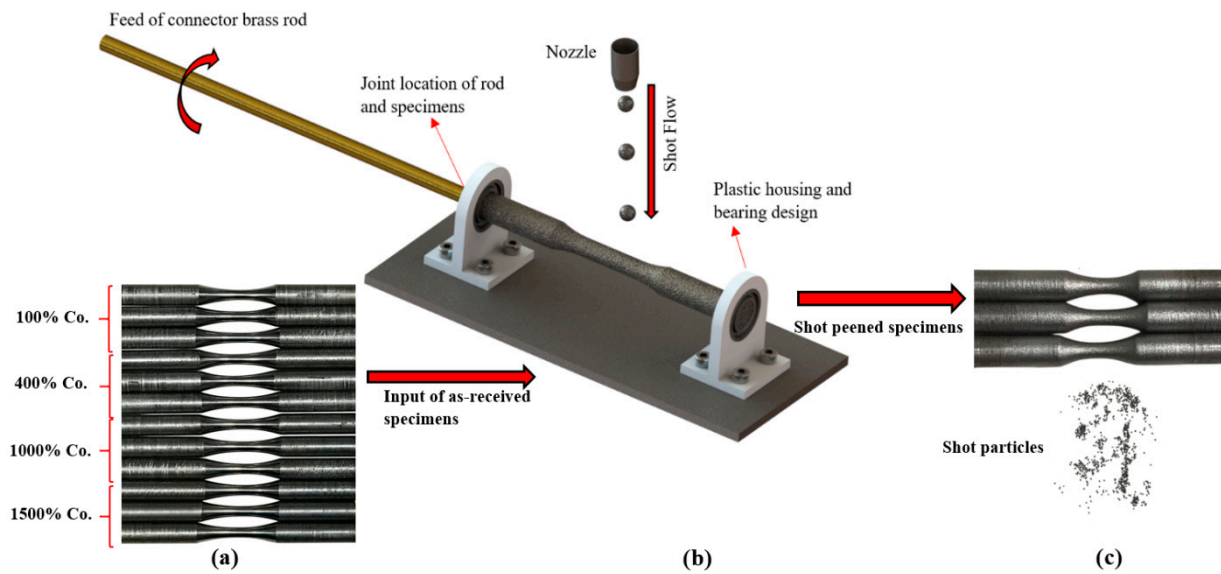 Feed of connector brass rod
Nozzle
Joint location of rod
and specimens
Shot Flow
Plastic housing and
bearing design
100% Co.
400% Co.
1000% Co.
1500% Co.
Input of as-received
specimens
Shot peened specimens
Shot particles
(a)
(b)
(c)